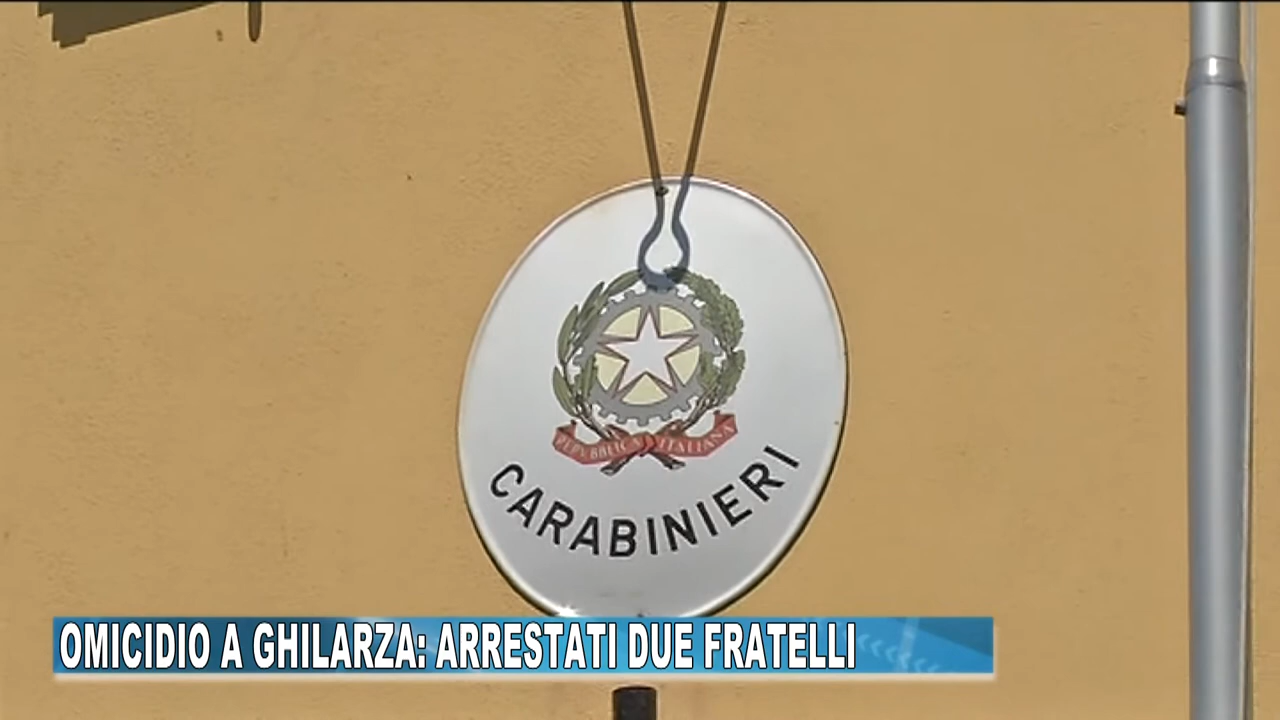 REPVBBLICA ITALIANA
CARABINIERI
OMICIDIO A GHILARZA: ARRESTATI DUE FRATELLI